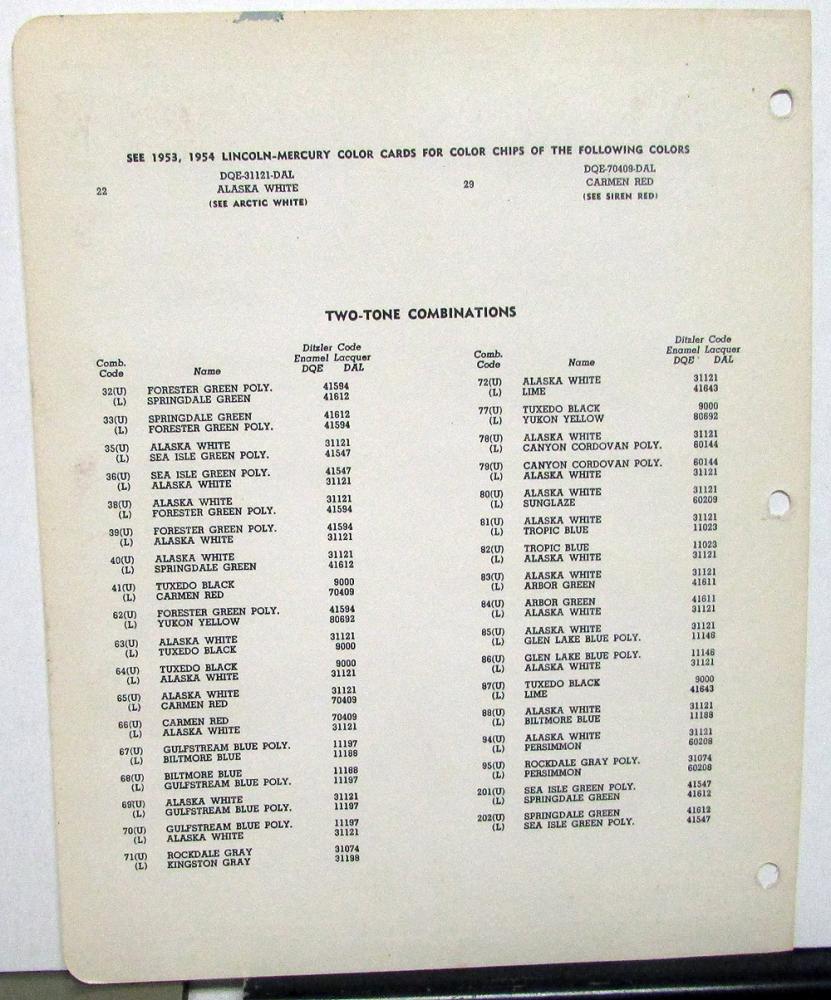 SEE 1953, 1954 LINCOLN-MERCURY COLOR CARDS FOR COLOR CHIPS OF THE FOLLOWING COLORS
22 DQE-31121-DAL
ALASKA WHITE
(SEE ARCTIC WHITE)
29 DQE-70409-DAL
CARMEN RED
(SEE SIREN RED)
TWO-TONE COMBINATIONS
Comb. Code Name Ditzler Code
Enamel Lacquer
DQE DAL
32(U) FORESTER GREEN POLY. 41594
(L) SPRINGDALE GREEN 41612
33(U) SPRINGDALE GREEN 41612
(L) FORESTER GREEN POLY. 41594
35(U) ALASKA WHITE 31121
(L) SEA ISLE GREEN POLY. 41547
36(U) SEA ISLE GREEN POLY. 41547
(L) ALASKA WHITE 31121
38(U) ALASKA WHITE 31121
(L) FORESTER GREEN POLY. 41594
39(U) FORESTER GREEN POLY. 41594
(L) ALASKA WHITE 31121
40(U) ALASKA WHITE 31121
(L) SPRINGDALE GREEN 41612
41(U) TUXEDO BLACK 9000
(L) CARMEN RED 70409
62(U) FORESTER GREEN POLY. 41594
(L) YUKON YELLOW 80692
63(U) ALASKA WHITE 31121
(L) TUXEDO BLACK 9000
64(U) TUXEDO BLACK 9000
(L) ALASKA WHITE 31121
65(U) ALASKA WHITE 31121
(L) CARMEN RED 70409
66(U) CARMEN RED 70409
(L) ALASKA WHITE 31121
67(U) GULFSTREAM BLUE POLY. 11197
(L) BILTMORE BLUE 11188
68(U) BILTMORE BLUE 11188
(L) GULFSTREAM BLUE POLY. 11197
69(U) ALASKA WHITE 31121
(L) GULFSTREAM BLUE POLY. 11197
70(U) GULFSTREAM BLUE POLY. 11197
(L) ALASKA WHITE 31121
71(U) ROCKDALE GRAY 31074
(L) KINGSTON GRAY 31198
Comb. Code Name Ditzler Code
Enamel Lacquer
DQE DAL
72(U) ALASKA WHITE 31121
(L) LIME 41643
77(U) TUXEDO BLACK 9000
(L) YUKON YELLOW 80692
78(U) ALASKA WHITE 31121
(L) CANYON CORDOVAN POLY. 60144
79(U) CANYON CORDOVAN POLY. 60144
(L) ALASKA WHITE 31121
80(U) ALASKA WHITE 31121
(L) SUNGLAZE 60209
81(U) ALASKA WHITE 31121
(L) TROPIC BLUE 11023
82(U) TROPIC BLUE 11023
(L) ALASKA WHITE 31121
83(U) ALASKA WHITE 31121
(L) ARBOR GREEN 41611
84(U) ARBOR GREEN 41611
(L) ALASKA WHITE 31121
85(U) ALASKA WHITE 31121
(L) GLEN LAKE BLUE POLY. 11146
86(U) GLEN LAKE BLUE POLY. 11146
(L) ALASKA WHITE 31121
87(U) TUXEDO BLACK 9000
(L) LIME 41643
88(U) ALASKA WHITE 31121
(L) BILTMORE BLUE 11188
94(U) ALASKA WHITE 31121
(L) PERSIMMON 60208
95(U) ROCKDALE GRAY POLY. 31074
(L) PERSIMMON 60208
201(U) SEA ISLE GREEN POLY. 41547
(L) SPRINGDALE GREEN 41612
202(U) SPRINGDALE GREEN 41612
(L) SEA ISLE GREEN POLY. 41547